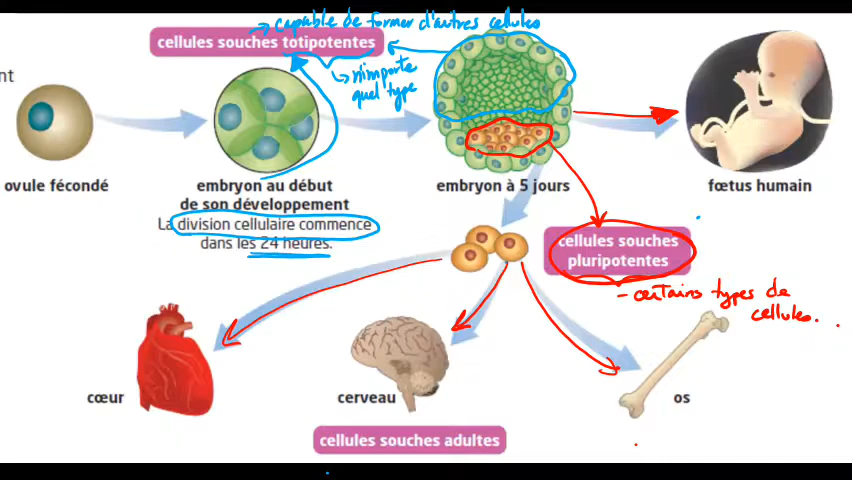 capable de former d'autres cellules
cellules souches totipotentes
n'importe
quel type
ent
ovule fécondé
embryon au début
de son développement
La division cellulaire commence
dans les 24 heures.
embryon à 5 jours
fœtus humain
cellules souches
pluripotentes
- certains types de
cellules.
cœur
cerveau
os
cellules souches adultes